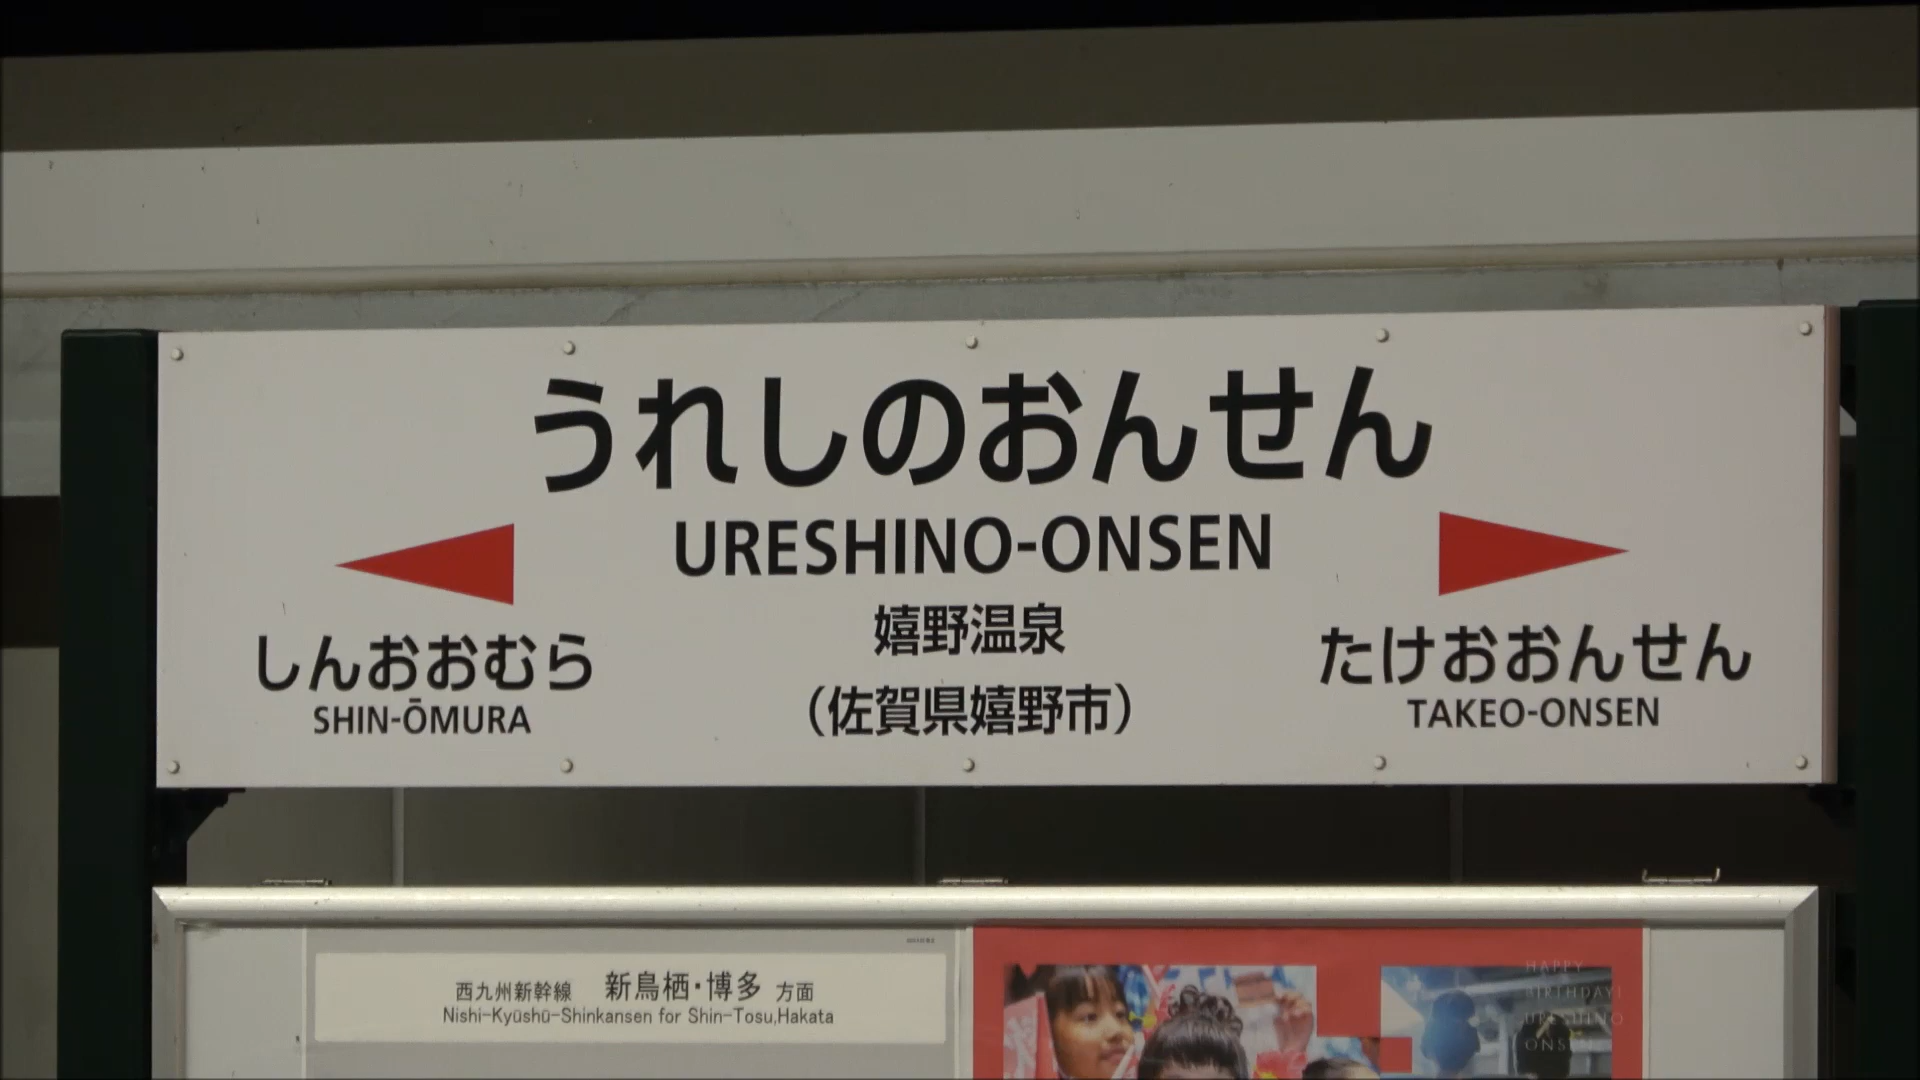 うれしのおんせん
URESHINO-ONSEN
嬉野温泉
(佐賀県嬉野市)
しんおおむら
SHIN-ŌMURA
たけおおんせん
TAKEO-ONSEN
西九州新幹線 新鳥栖・博多 方面
Nishi-Kyūshū-Shinkansen for Shin-Tosu,Hakata
HAPPY
BIRTHDAY!
URESHINO
ONSEN